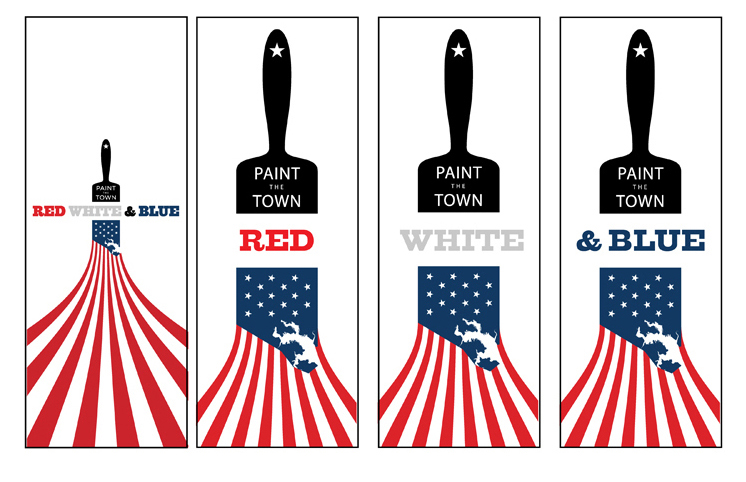 PAINT
THE
TOWN
RED WHITE & BLUE
PAINT
THE
TOWN
RED
PAINT
THE
TOWN
WHITE
PAINT
THE
TOWN
& BLUE